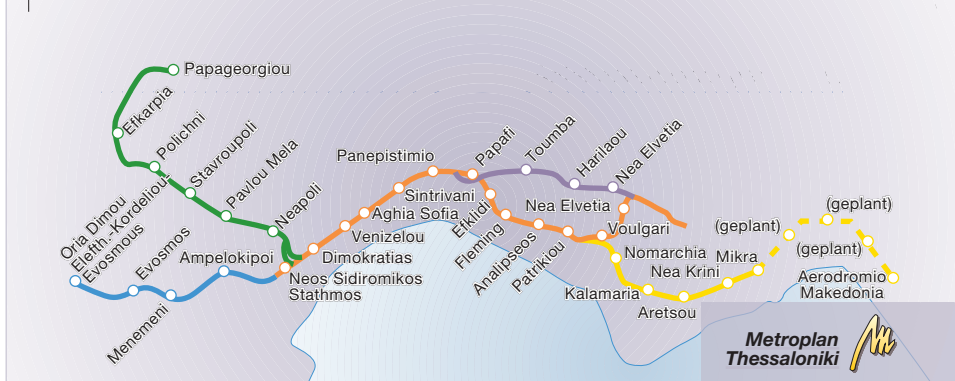 Papageorgiou
Efkarpia
Polichni
Stavroupoli
Pavlou Mela
Neapoli
Oria Dimou
Elefth.-Kordeliou-
Evosmous
Evosmos
Menemeni
Ampelokipoi
Neos Sidiromikos
Stathmos
Dimokratias
Venizelou
Aghia Sofia
Sintrivani
Panepistimio
Papafi
Efklidi
Fleming
Analipseos
Patrikiou
Toumba
Harilaou
Nea Elvetia
Nea Elvetia
Voulgari
Nomarchia
Kalamaria
Aretsou
Nea Krini
Mikra
(geplant)
(geplant)
(geplant)
Aerodromio
Makedonia
Metroplan
Thessaloniki